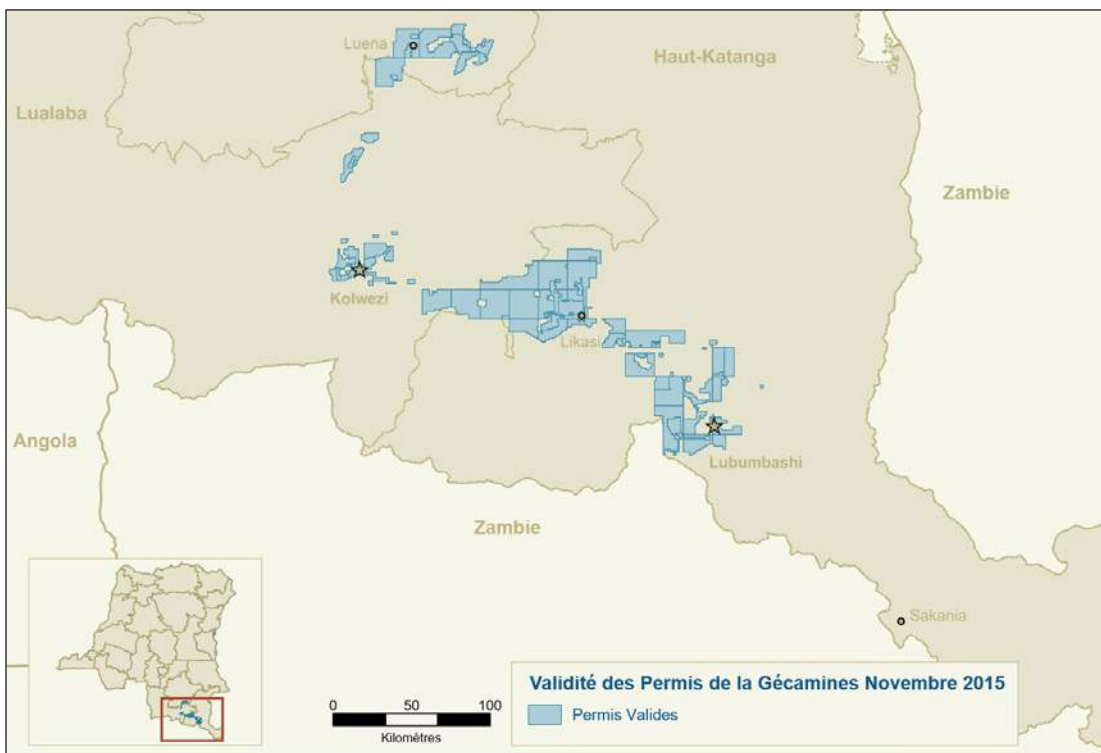 Luena
Haut-Katanga
Lualaba
Zambie
Kolwezi
Likasi
Angola
Lubumbashi
Zambie
Sakania
0 50 100
Kilomètres
Validité des Permis de la Gécamines Novembre 2015
Permis Valides